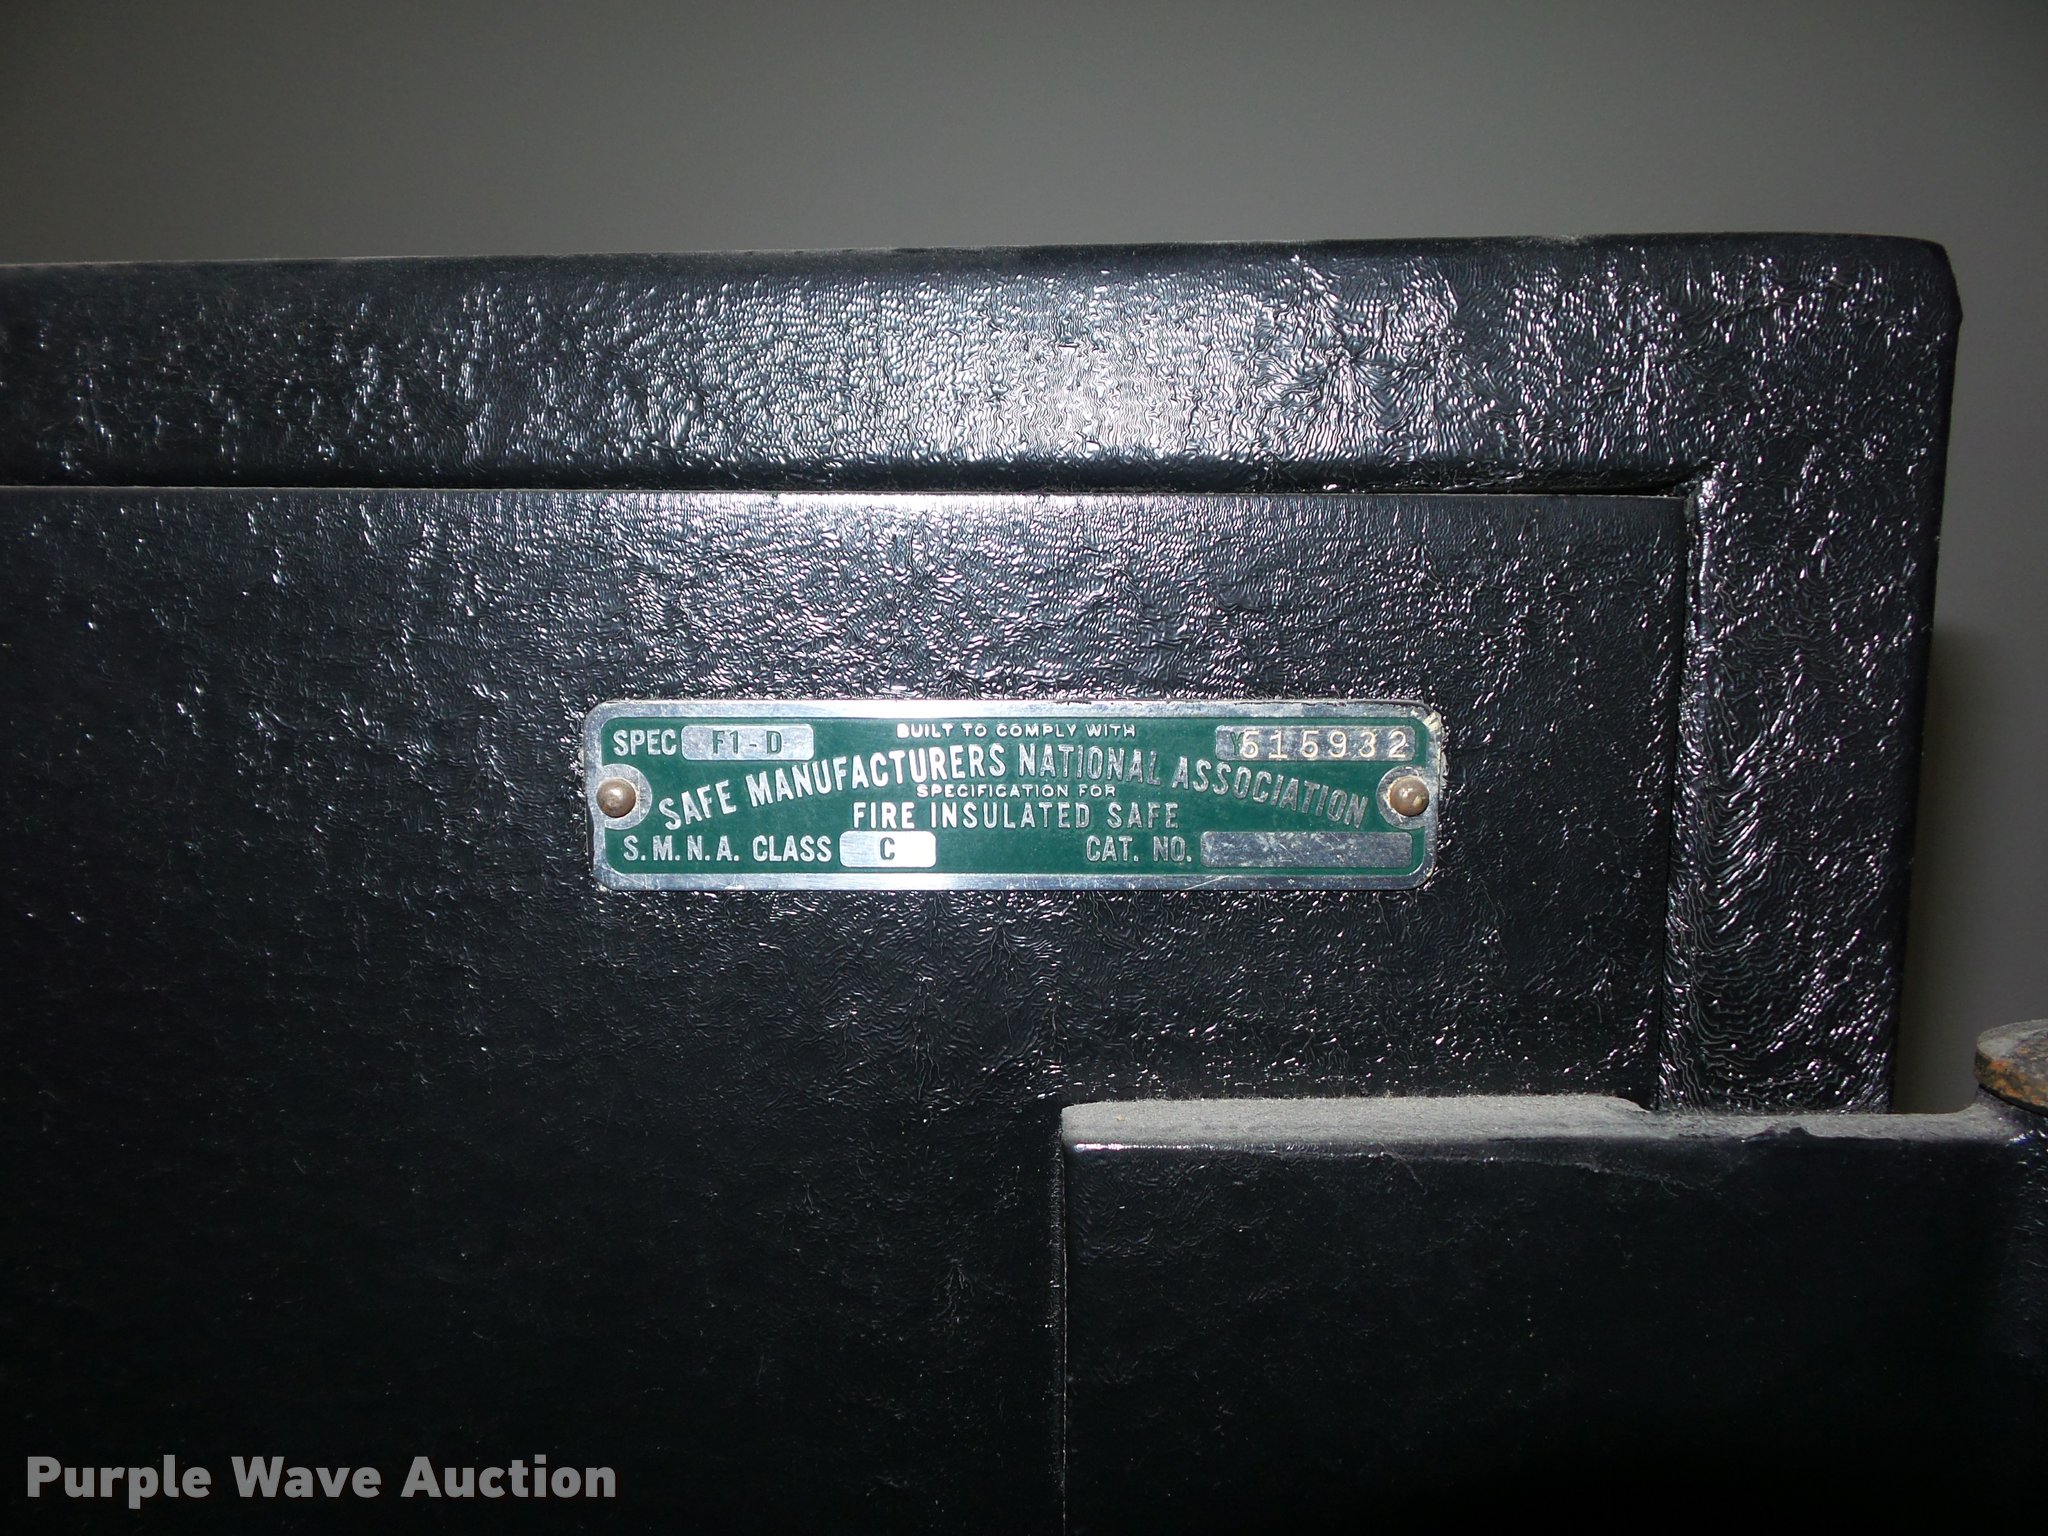 SPEC F1-D
BUILT TO COMPLY WITH
Y515932
SAFE MANUFACTURERS NATIONAL ASSOCIATION
SPECIFICATION FOR
FIRE INSULATED SAFE
S.M.N.A. CLASS C
CAT. NO.
Purple Wave Auction